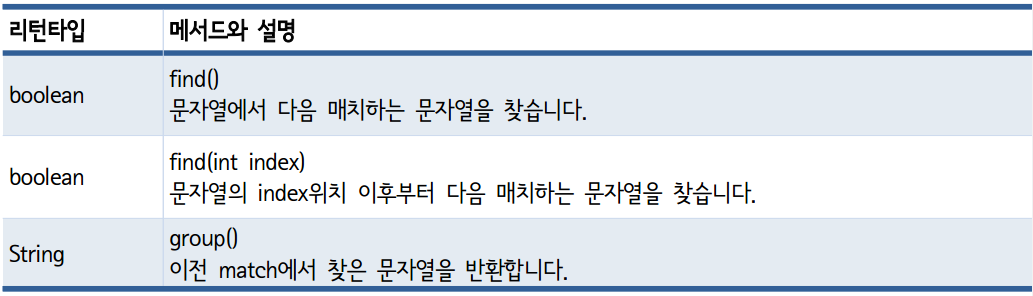 리턴타입 메서드와 설명
boolean
find()
문자열에서 다음 매치하는 문자열을 찾습니다.
boolean
find(int index)
문자열의 index위치 이후부터 다음 매치하는 문자열을 찾습니다.
String
group()
이전 match에서 찾은 문자열을 반환합니다.